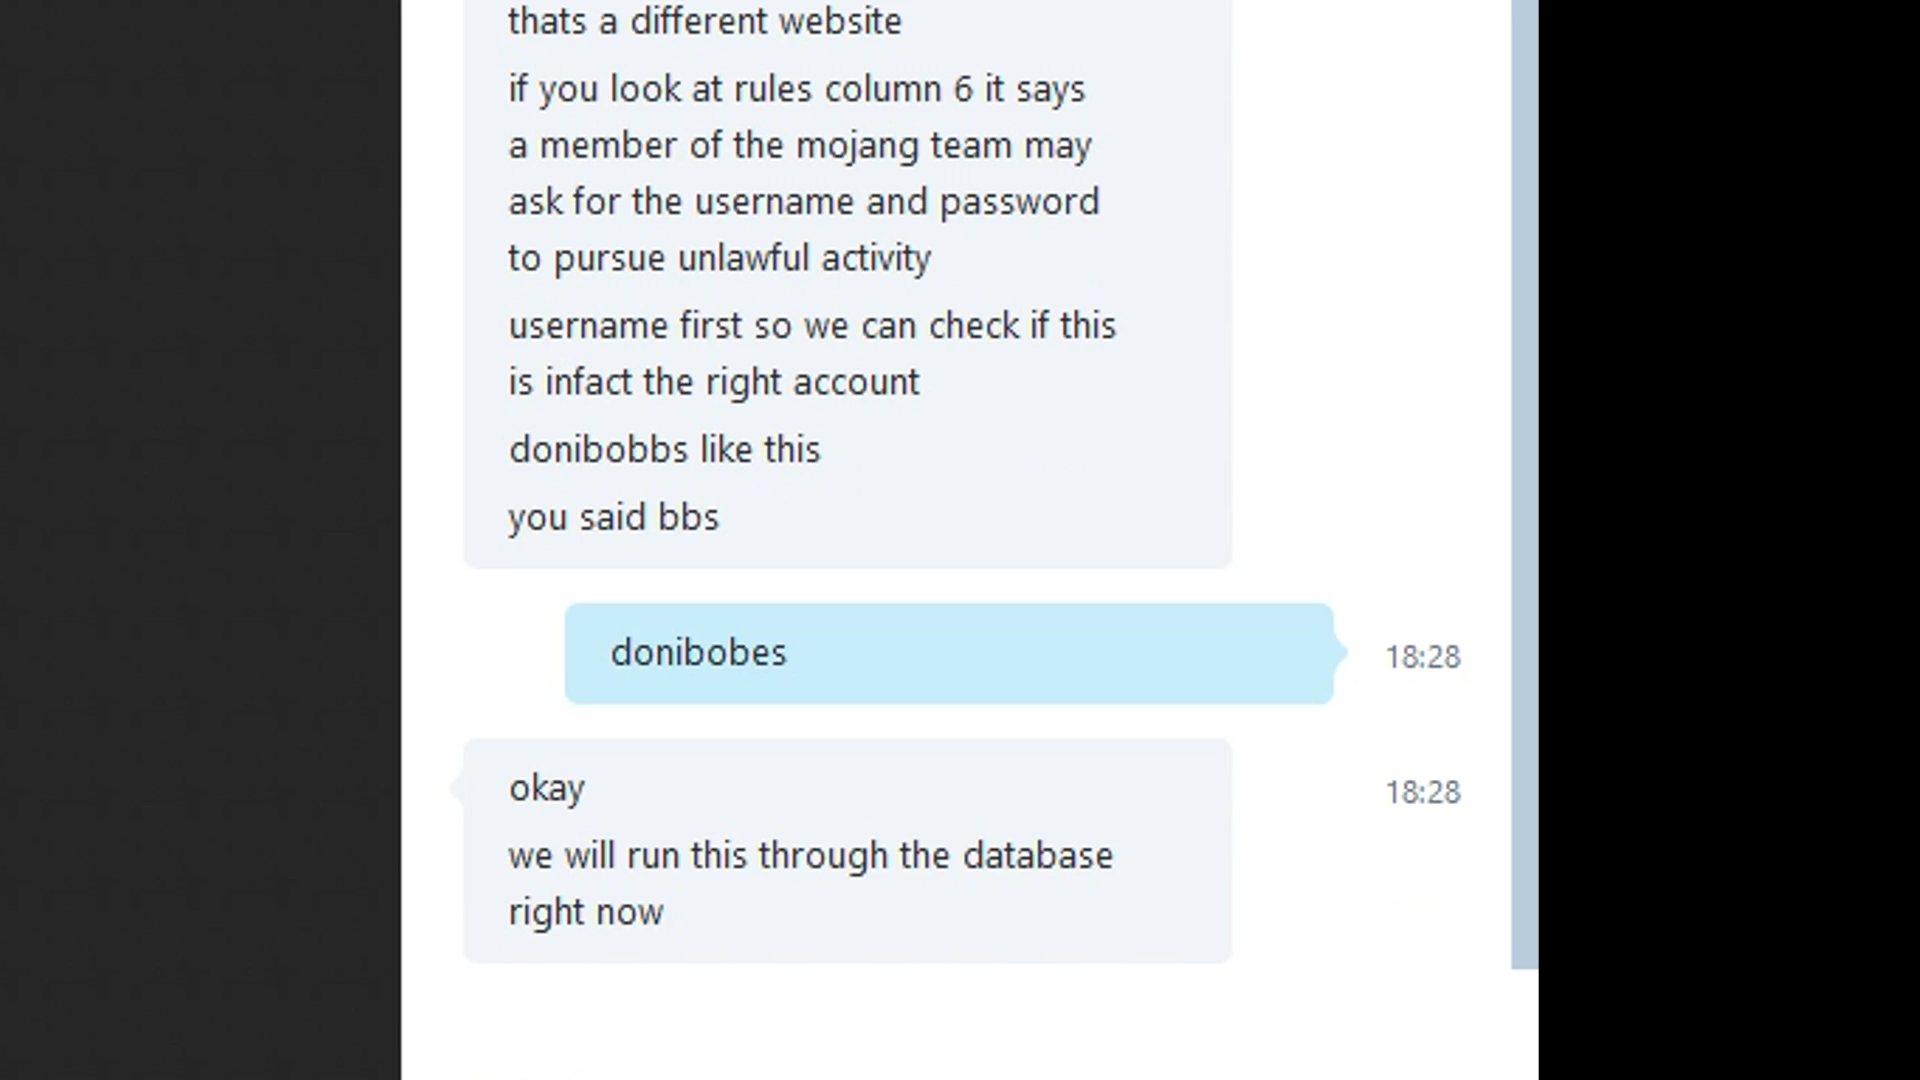 thats a different website
if you look at rules column 6 it says
a member of the mojang team may
ask for the username and password
to pursue unlawful activity
username first so we can check if this
is infact the right account
donibobbs like this
you said bbs
donibobes 18:28
okay 18:28
we will run this through the database
right now